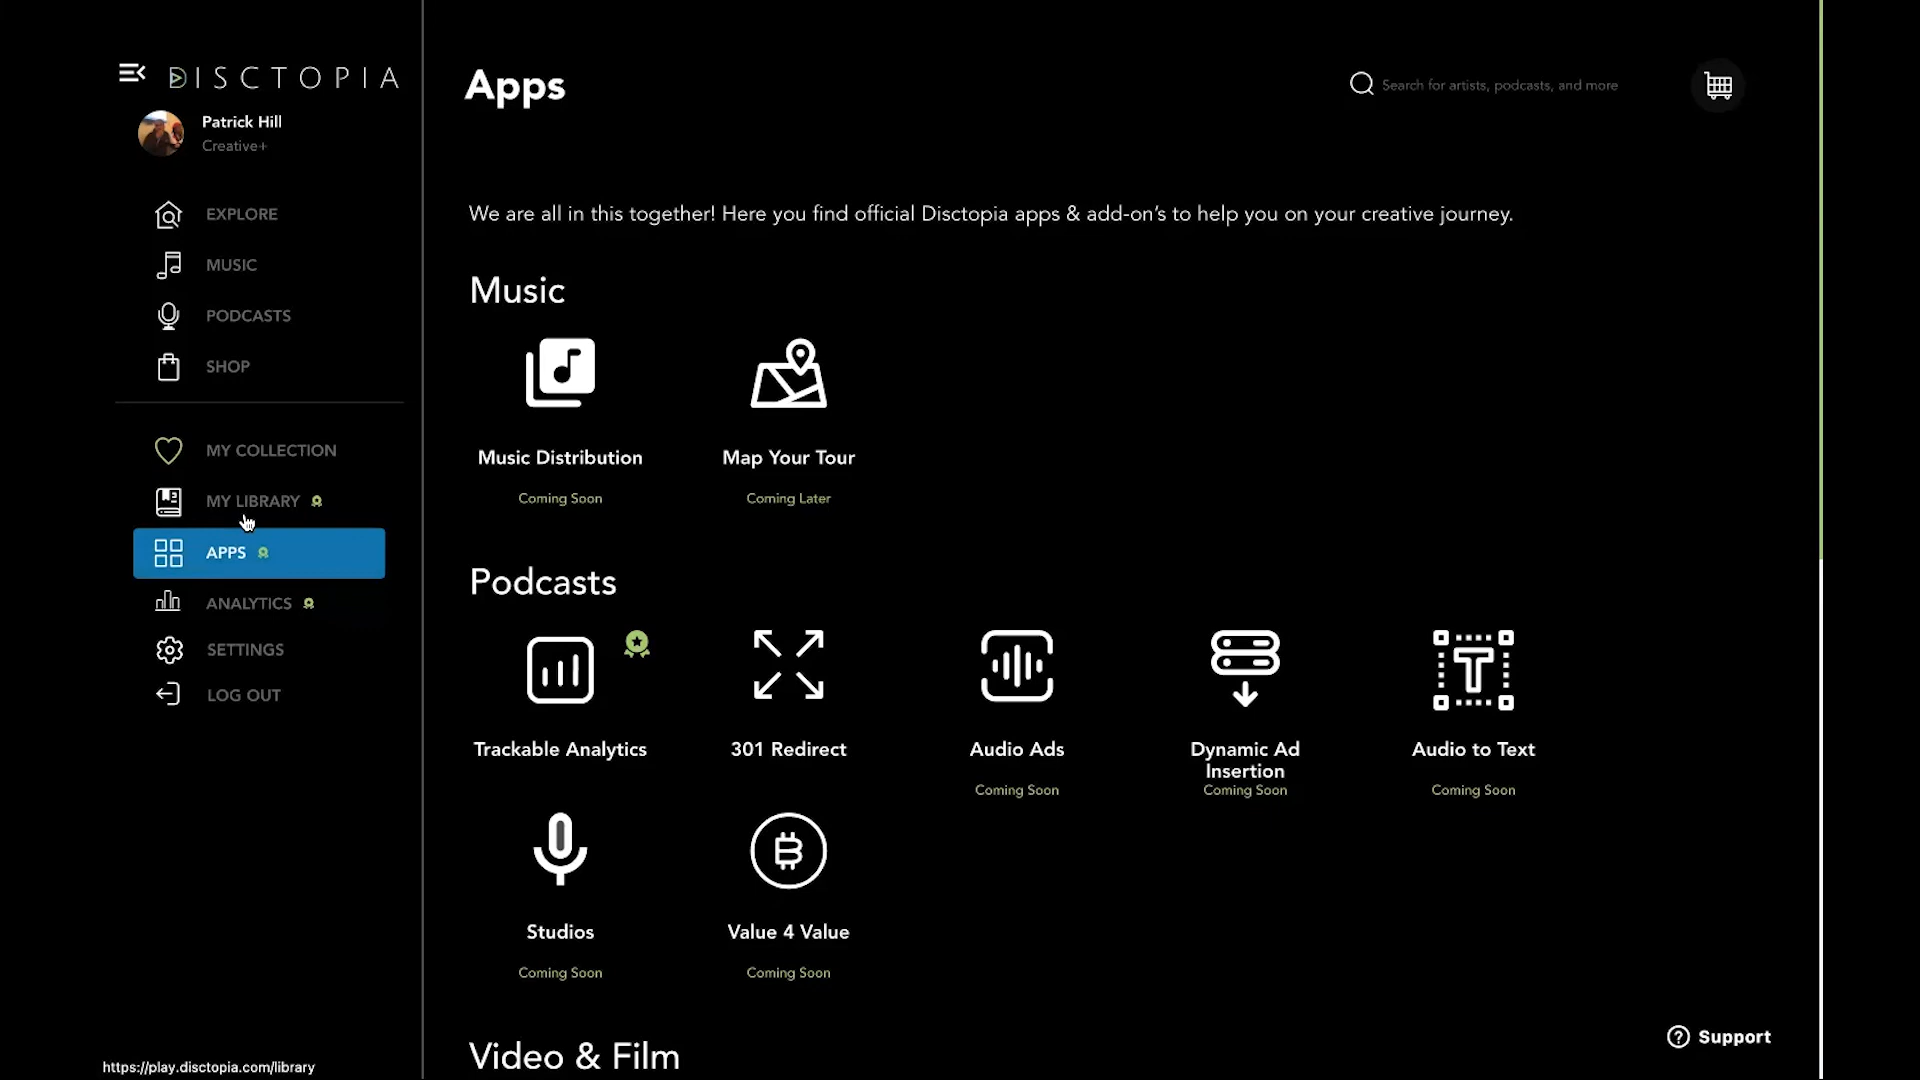 DISCTOPIA
Patrick Hill
Creative+
EXPLORE
MUSIC
PODCASTS
SHOP
MY COLLECTION
MY LIBRARY
APPS
ANALYTICS
SETTINGS
LOG OUT
https://play.disctopia.com/library
Apps
Search for artists, podcasts, and more
We are all in this together! Here you find official Disctopia apps & add-on's to help you on your creative journey.
Music
Music Distribution
Coming Soon
Map Your Tour
Coming Later
Podcasts
Trackable Analytics
301 Redirect
Audio Ads
Coming Soon
Dynamic Ad
Insertion
Coming Soon
Audio to Text
Coming Soon
Studios
Coming Soon
Value 4 Value
Coming Soon
Video & Film
Support